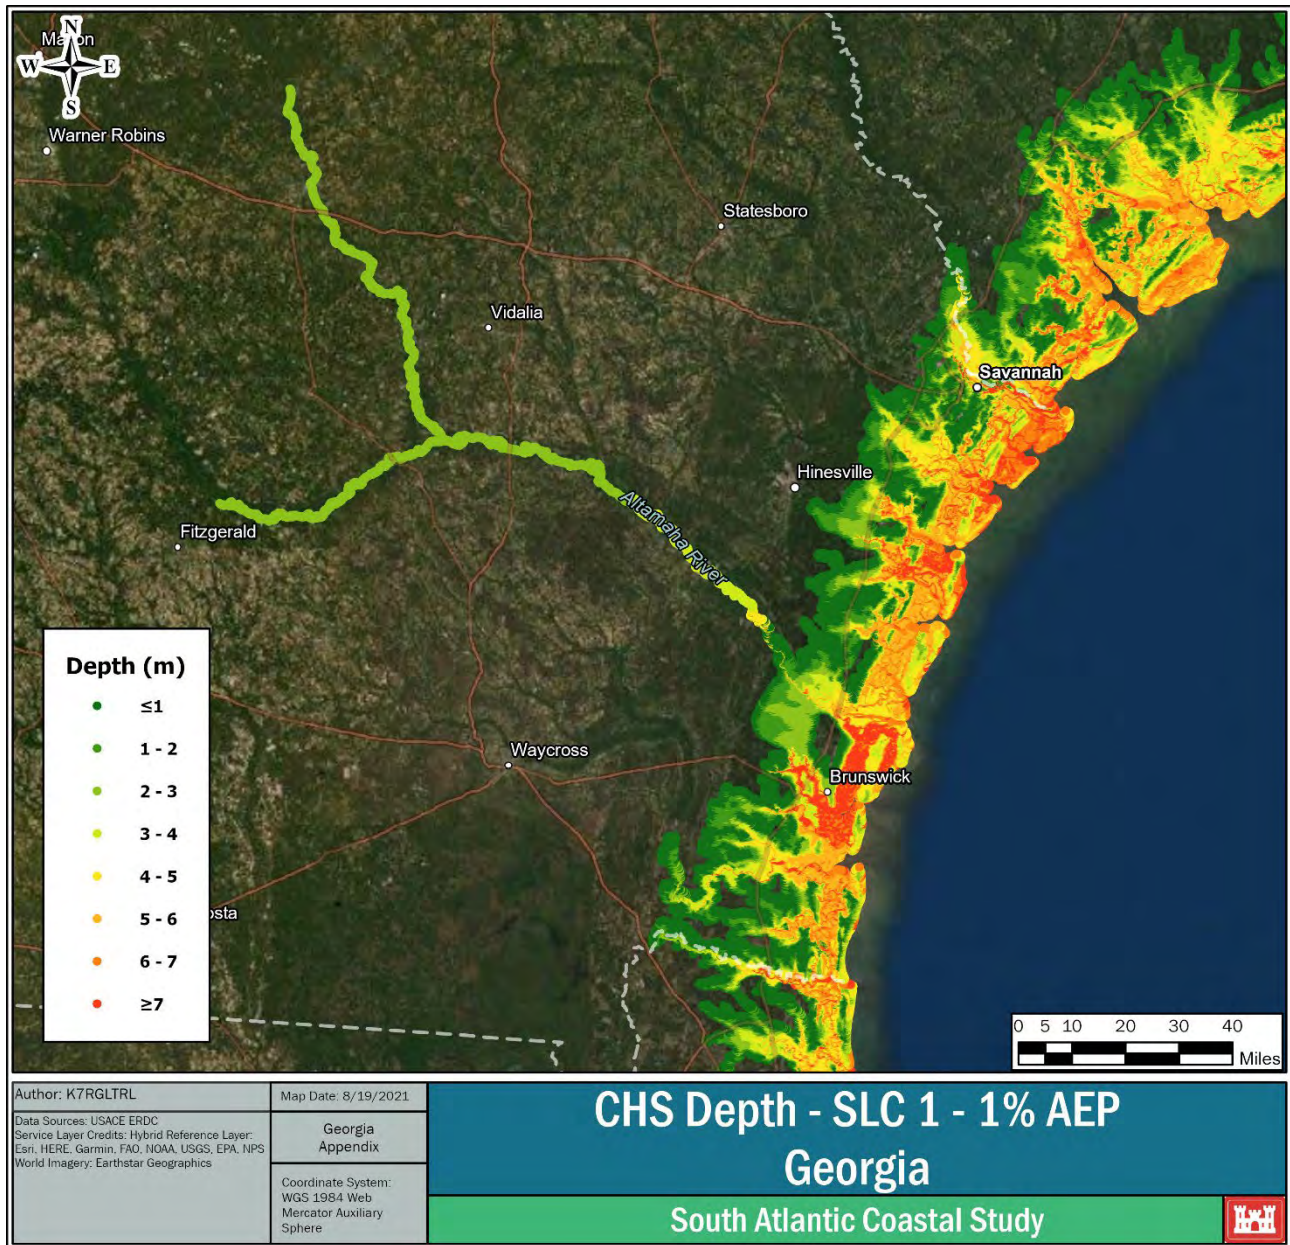 N
Macon
W E
S
Warner Robins
Statesboro
Vidalia
Savannah
Hinesville
Altamaha River
Fitzgerald
Depth (m)
≤1
1 - 2
2 - 3
3 - 4
4 - 5
5 - 6
6 - 7
≥7
Waycross
Brunswick
osta
0 5 10 20 30 40
Miles
Author: K7RGLTRL
Data Sources: USACE ERDC
Service Layer Credits: Hybrid Reference Layer:
Esri, HERE, Garmin, FAO, NOAA, USGS, EPA, NPS
World Imagery: Earthstar Geographics
Map Date: 8/19/2021
Georgia
Appendix
Coordinate System:
WGS 1984 Web
Mercator Auxiliary
Sphere
CHS Depth - SLC 1 - 1% AEP
Georgia
South Atlantic Coastal Study